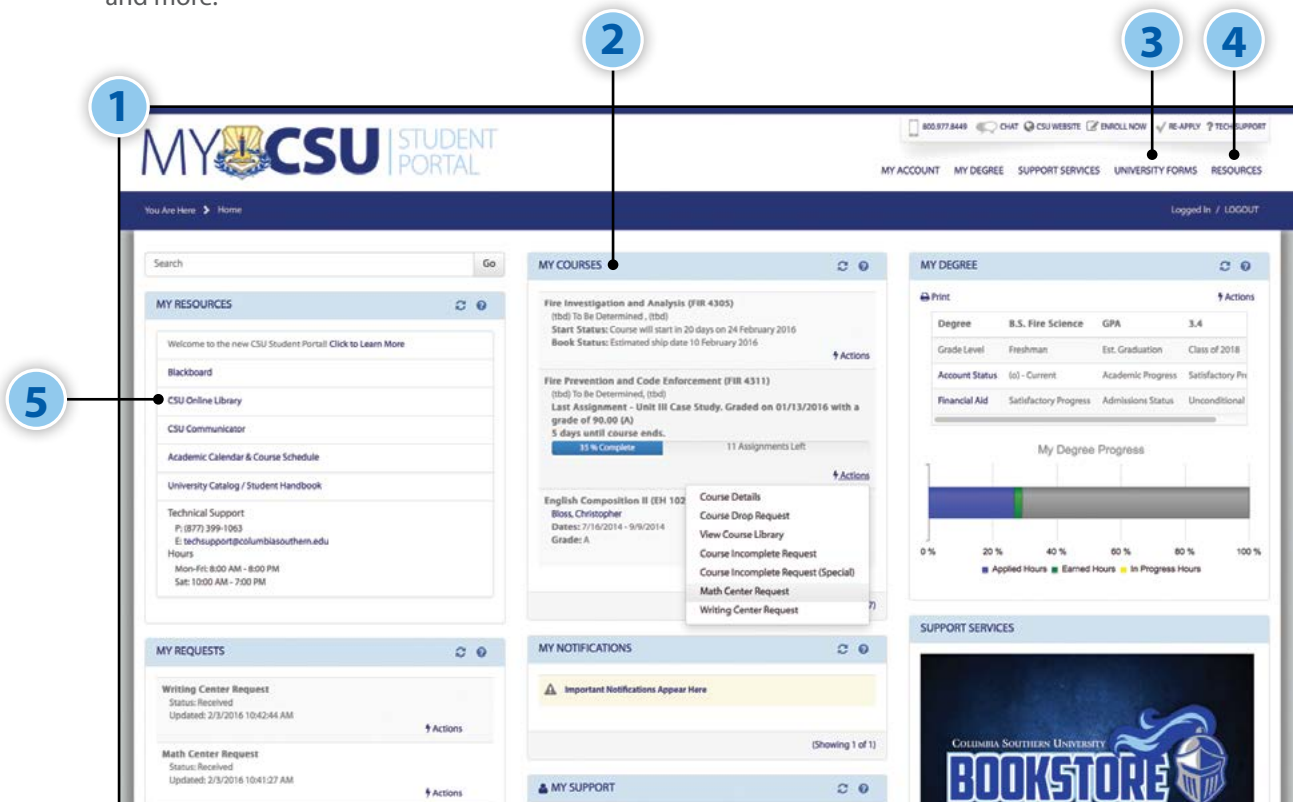 and more.
2
3
4
1
MY CSU STUDENT PORTAL
800.977.8449 CHAT CSU WEBSITE ENROLL NOW RE-APPLY ? TECH SUPPORT
MY ACCOUNT MY DEGREE SUPPORT SERVICES UNIVERSITY FORMS RESOURCES
You Are Here Home
Logged In / LOGOUT
Search Go
MY RESOURCES
Welcome to the new CSU Student Portal! Click to Learn More
Blackboard
5
CSU Online Library
CSU Communicator
Academic Calendar & Course Schedule
University Catalog / Student Handbook
Technical Support
P: (877) 399-1063
E: techsupport@columbiasouthern.edu
Hours
Mon-Fri: 8:00 AM - 8:00 PM
Sat: 10:00 AM - 7:00 PM
MY REQUESTS
Writing Center Request
Status: Received
Updated: 2/3/2016 10:42:44 AM
Actions
Math Center Request
Status: Received
Updated: 2/3/2016 10:41:27 AM
Actions
MY COURSES
Fire Investigation and Analysis (FIR 4305)
(tbd) To Be Determined , (tbd)
Start Status: Course will start in 20 days on 24 February 2016
Book Status: Estimated ship date 10 February 2016
Actions
Fire Prevention and Code Enforcement (FIR 4311)
(tbd) To Be Determined, (tbd)
Last Assignment - Unit III Case Study. Graded on 01/13/2016 with a
grade of 90.00 (A)
5 days until course ends.
35 % Complete 11 Assignments Left
Actions
English Composition II (EH 102
Bloss, Christopher
Dates: 7/16/2014 - 9/9/2014
Grade: A
Course Details
Course Drop Request
View Course Library
Course Incomplete Request
Course Incomplete Request (Special)
Math Center Request
Writing Center Request
7)
MY NOTIFICATIONS
Important Notifications Appear Here
(Showing 1 of 1)
MY SUPPORT
MY DEGREE
Print Actions
Degree B.S. Fire Science GPA 3.4
Grade Level Freshman Est. Graduation Class of 2018
Account Status (o) - Current Academic Progress Satisfactory Pro
Financial Aid Satisfactory Progress Admissions Status Unconditional
My Degree Progress
0 % 20 % 40 % 60 % 80 % 100 %
Applied Hours Earned Hours In Progress Hours
SUPPORT SERVICES
COLUMBIA SOUTHERN UNIVERSITY
BOOKSTORE